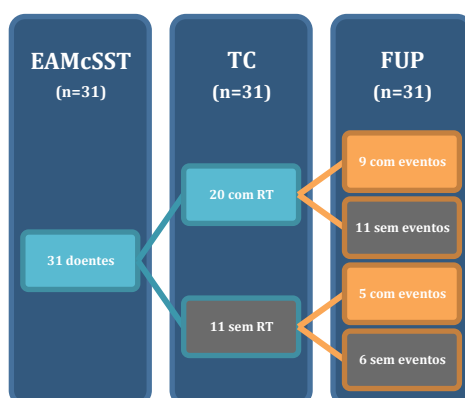 EAMcSST
(n=31)
TC
(n=31)
FUP
(n=31)
31 doentes
20 com RT
11 sem RT
9 com eventos
11 sem eventos
5 com eventos
6 sem eventos